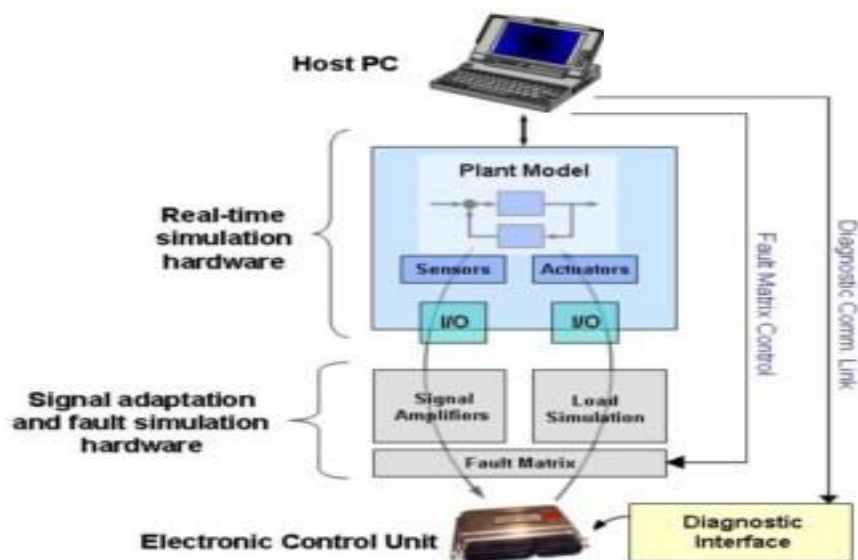 Host PC
Plant Model
Real-time
simulation
hardware
Sensors
Actuators
I/O
I/O
Signal adaptation
and fault simulation
hardware
Signal
Amplifiers
Load
Simulation
Fault Matrix
Fault Matrix Control
Diagnostic Comm. Link
Electronic Control Unit
Diagnostic
Interface